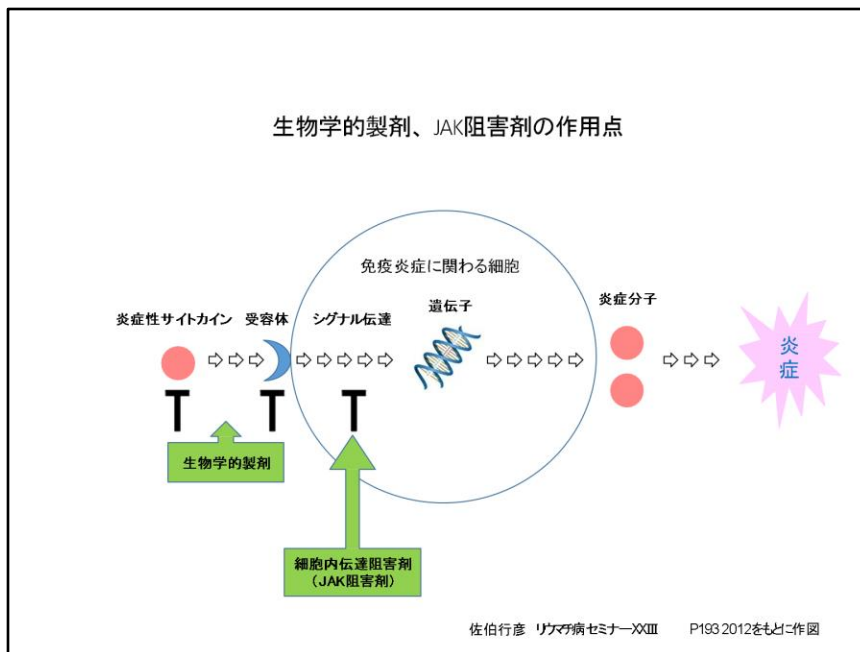 生物学的製剤、JAK阻害剤の作用点
免疫炎症に関わる細胞
炎症性サイトカイン
受容体
シグナル伝達
遺伝子
炎症分子
炎
症
生物学的製剤
細胞内伝達阻害剤
(JAK阻害剤)
佐伯行彦 リウマチ病セミナーXXIII P193 2012をもとに作図